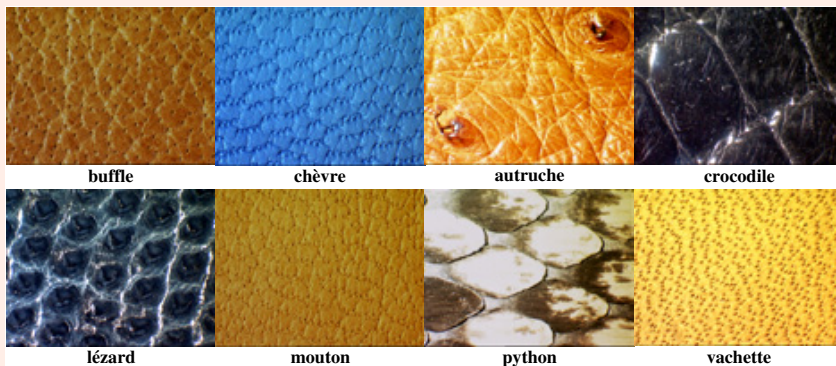 buffle chèvre autruche crocodile
lézard mouton python vachette